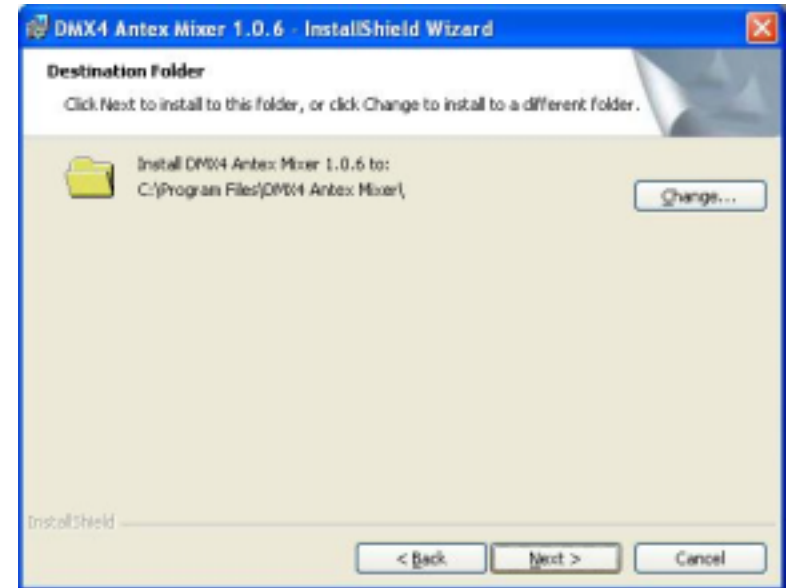 DMX4 Antex Mixer 1.0.6 - InstallShield Wizard
Destination Folder
Click Next to install to this folder, or click Change to install to a different folder.
Install DMX4 Antex Mixer 1.0.6 to:
C:\Program Files\DMX4 Antex Mixer\
Change...
InstallShield
< Back
Next >
Cancel